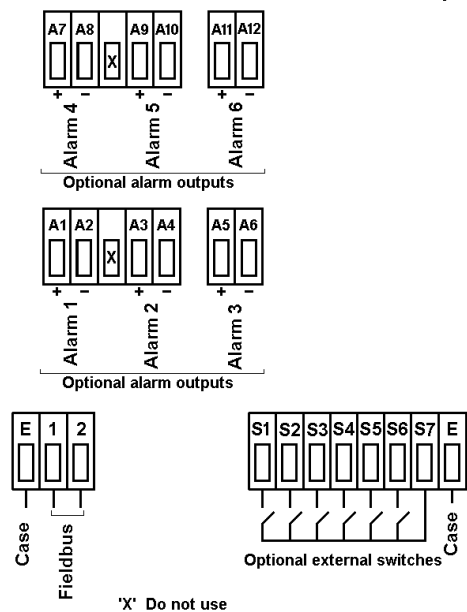 A7 A8 X A9 A10 A11 A12
+ − + − + −
Alarm 4 Alarm 5 Alarm 6
Optional alarm outputs
A1 A2 X A3 A4 A5 A6
+ − + − + −
Alarm 1 Alarm 2 Alarm 3
Optional alarm outputs
E 1 2
Case
Fieldbus
S1 S2 S3 S4 S5 S6 S7 E
Optional external switches
Case
'X' Do not use